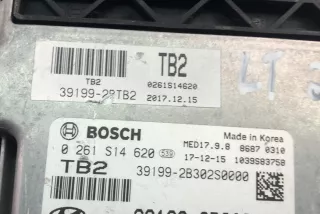 TB2
TB2 0261S14620
39199-2BTB2 2017.12.15
BOSCH Made in Korea
0 261 S14 620 MED17.9.8 8687 0310
17-12-15 1039S83758
TB2 39199-2B302S0000